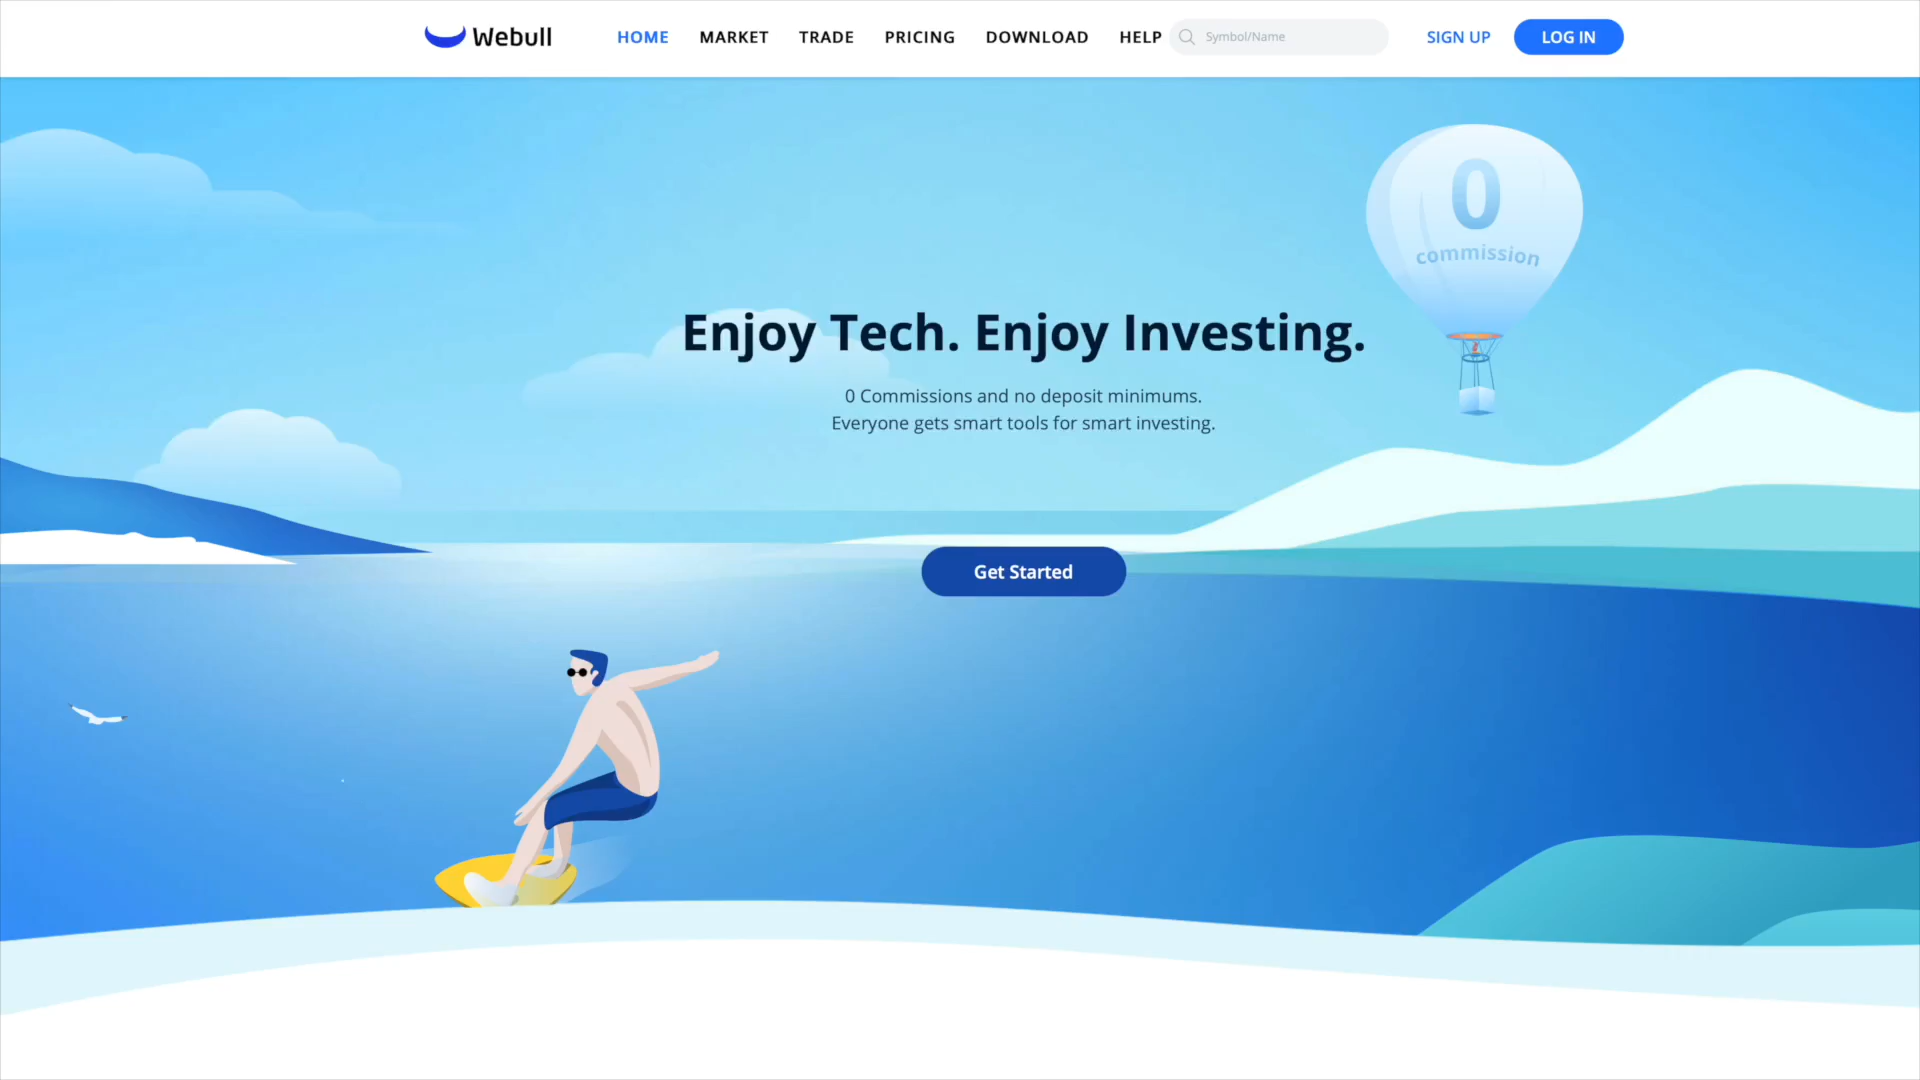 Webull
HOME MARKET TRADE PRICING DOWNLOAD HELP Symbol/Name SIGN UP LOG IN
0
commission
Enjoy Tech. Enjoy Investing.
0 Commissions and no deposit minimums.
Everyone gets smart tools for smart investing.
Get Started